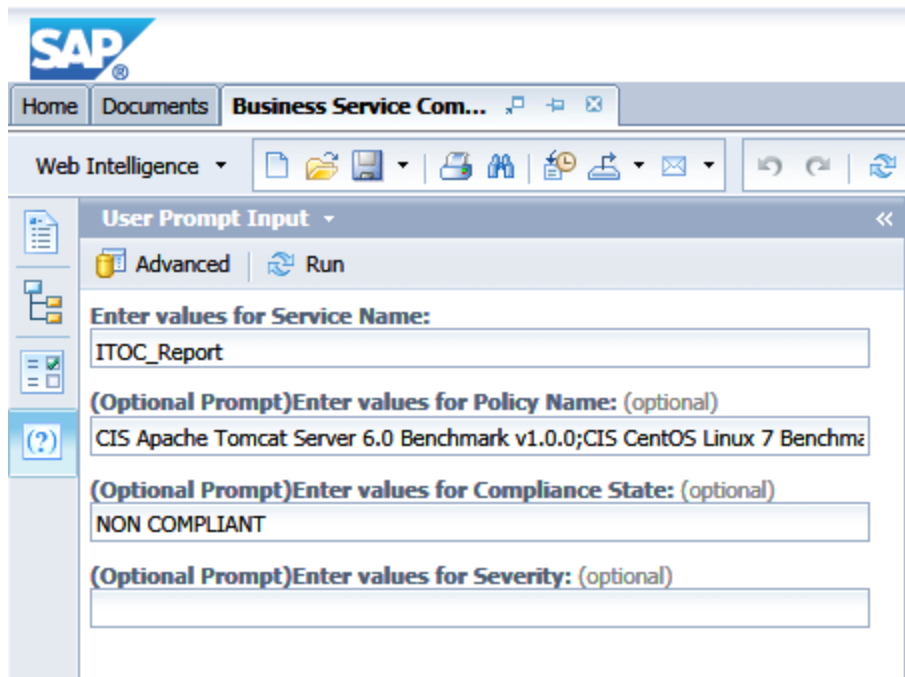 SAP®
Home Documents Business Service Com...
Web Intelligence
User Prompt Input
Advanced Run
Enter values for Service Name:
ITOC_Report
(Optional Prompt)Enter values for Policy Name: (optional)
CIS Apache Tomcat Server 6.0 Benchmark v1.0.0;CIS CentOS Linux 7 Benchma
(Optional Prompt)Enter values for Compliance State: (optional)
NON COMPLIANT
(Optional Prompt)Enter values for Severity: (optional)